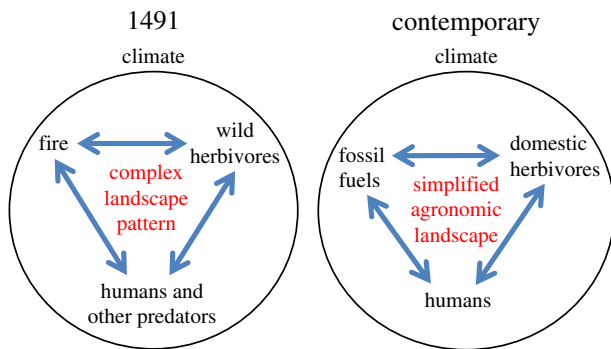 1491
climate
fire
wild
herbivores
complex
landscape
pattern
humans and
other predators
contemporary
climate
fossil
fuels
domestic
herbivores
simplified
agronomic
landscape
humans